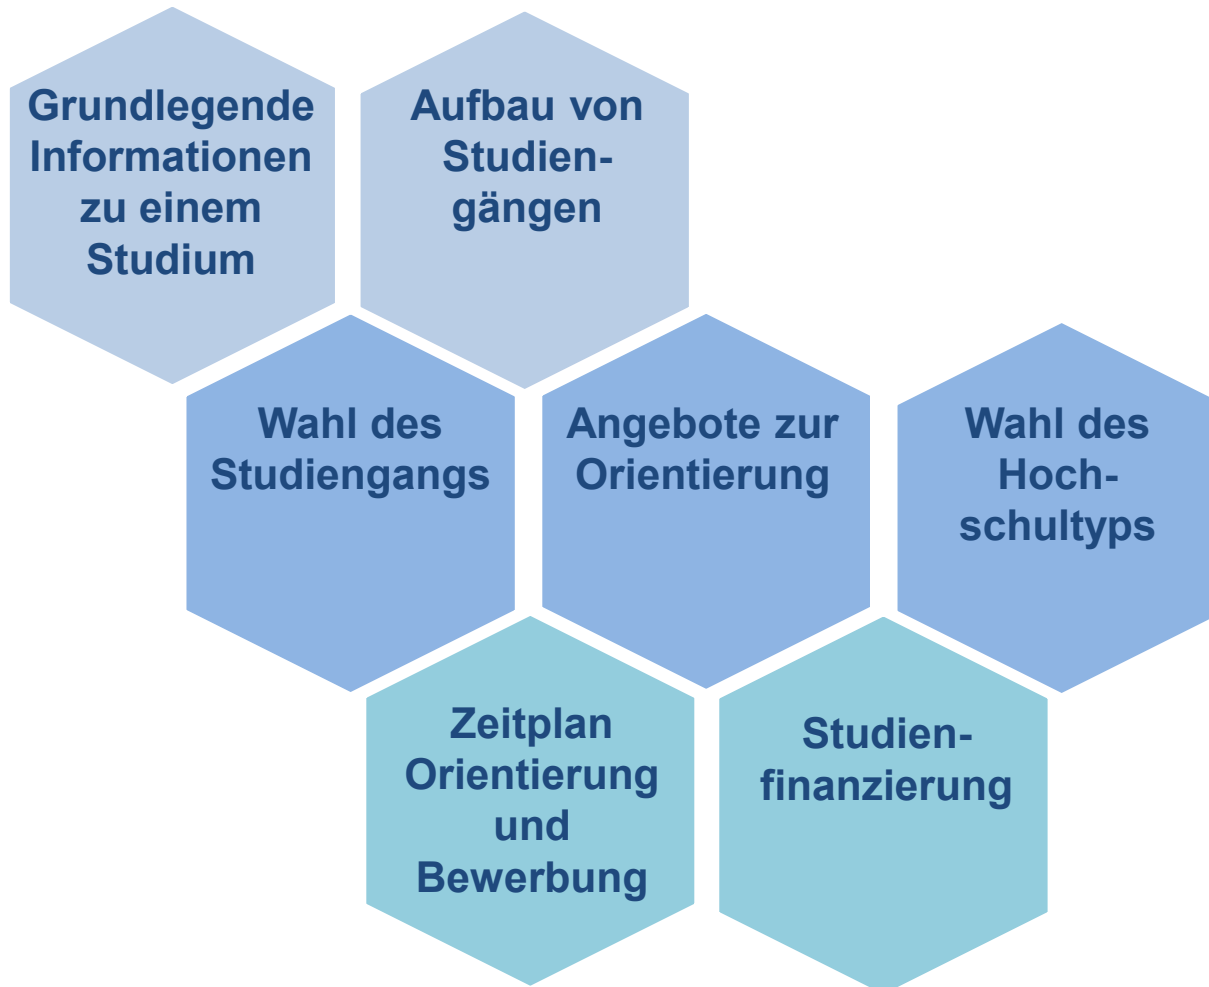 Grundlegende
Informationen
zu einem
Studium
Aufbau von
Studien-
gängen
Wahl des
Studiengangs
Angebote zur
Orientierung
Wahl des
Hoch-
schultyps
Zeitplan
Orientierung
und
Bewerbung
Studien-
finanzierung